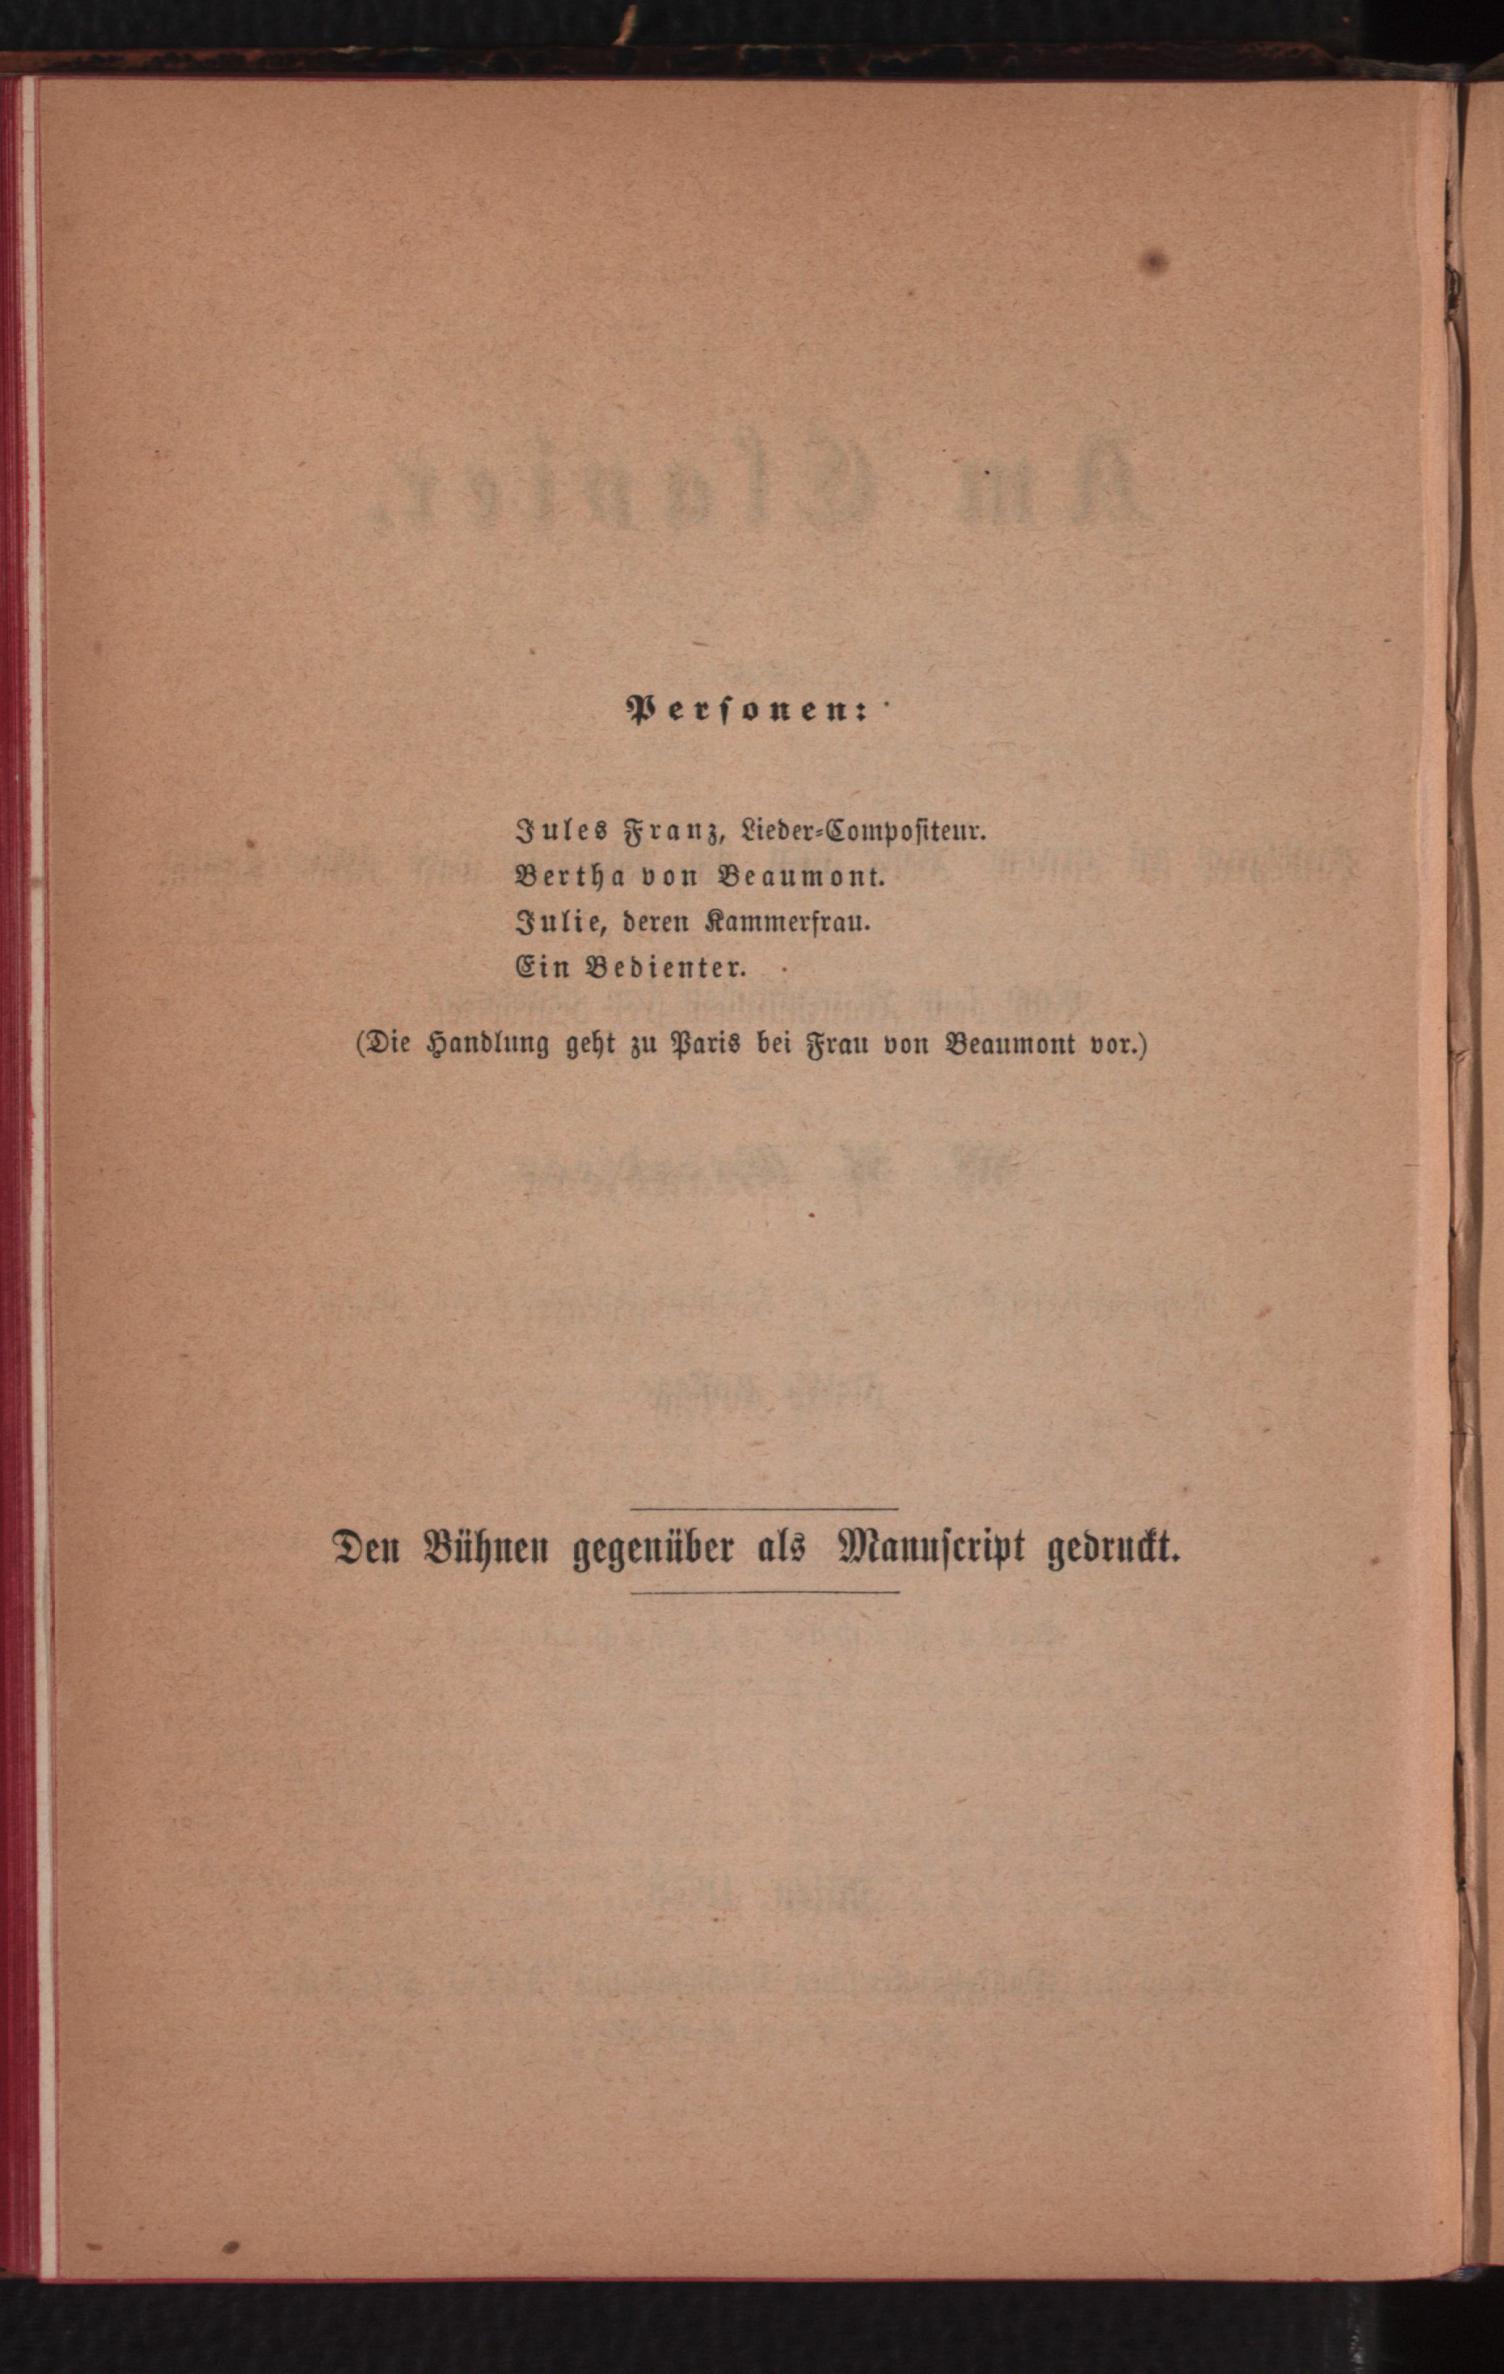 Personen:
Jules Franz, Lieder-Compositeur.
Bertha von Beaumont.
Julie, deren Kammerfrau.
Ein Bedienter.
(Die Handlung geht zu Paris bei Frau von Beaumont vor.)
Den Bühnen gegenüber als Manuscript gedruckt.